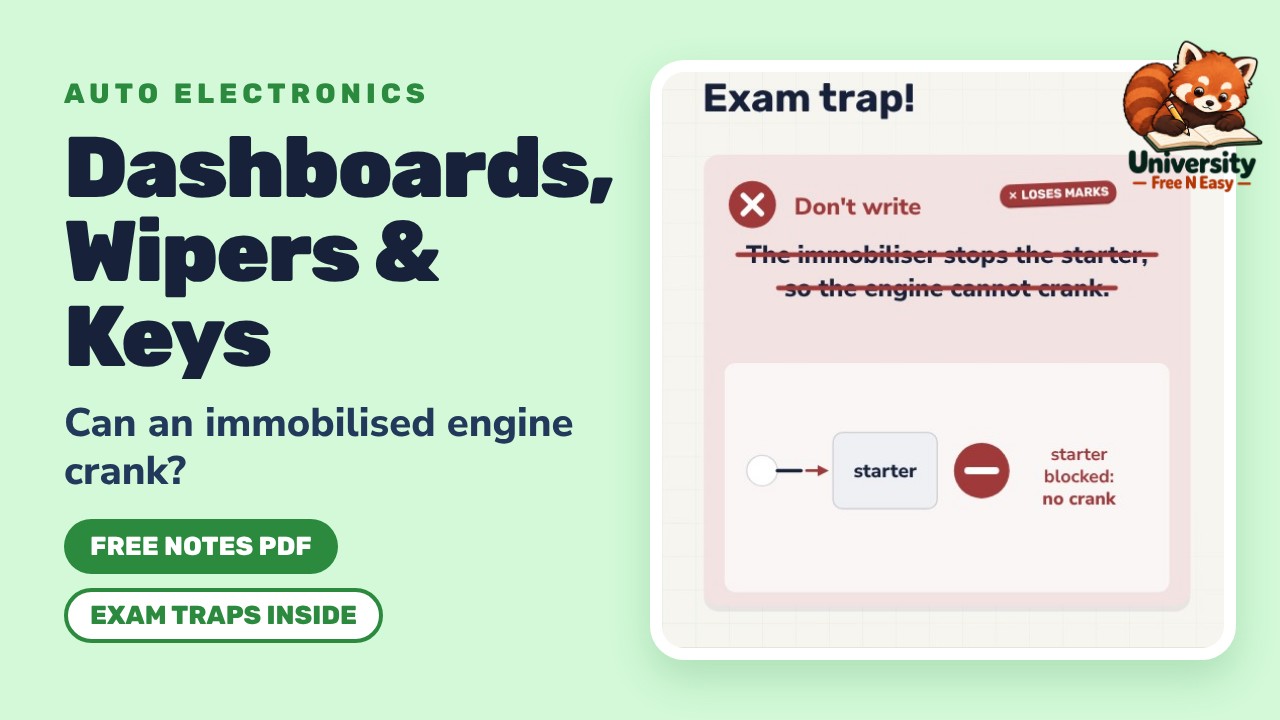 AUTO ELECTRONICS
Dashboards,
Wipers &
Keys
Can an immobilised engine
crank?
FREE NOTES PDF
EXAM TRAPS INSIDE
Exam trap!
Don't write
× LOSES MARKS
The immobiliser stops the starter,
so the engine cannot crank.
starter
starter
blocked:
no crank
University
Free N Easy